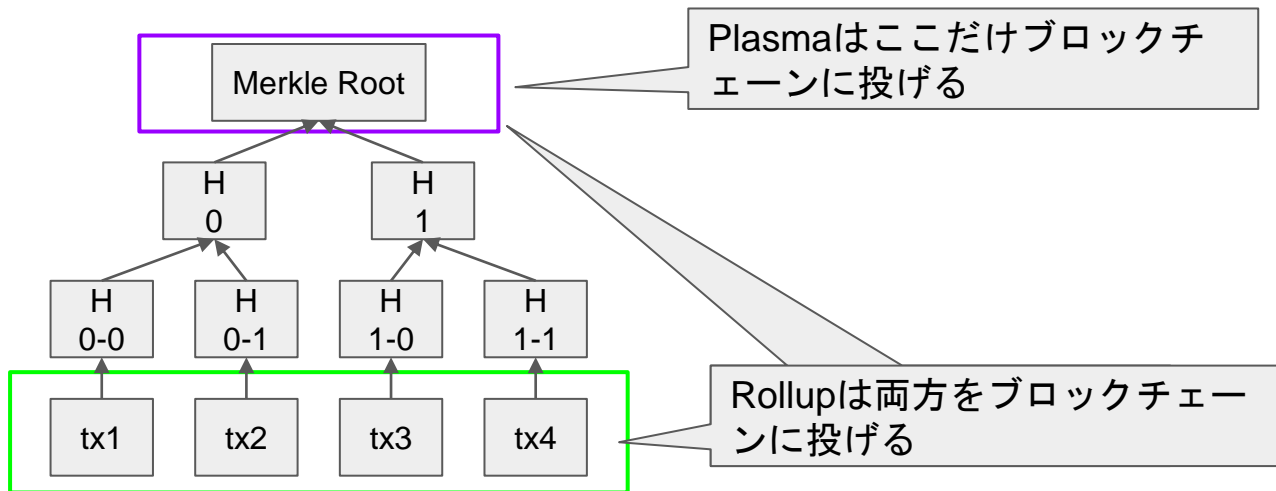 Plasmaはここだけブロックチ
ェーンに投げる
Merkle Root
H
0
H
1
H
0-0
H
0-1
H
1-0
H
1-1
tx1
tx2
tx3
tx4
Rollupは両方をブロックチェー
ンに投げる